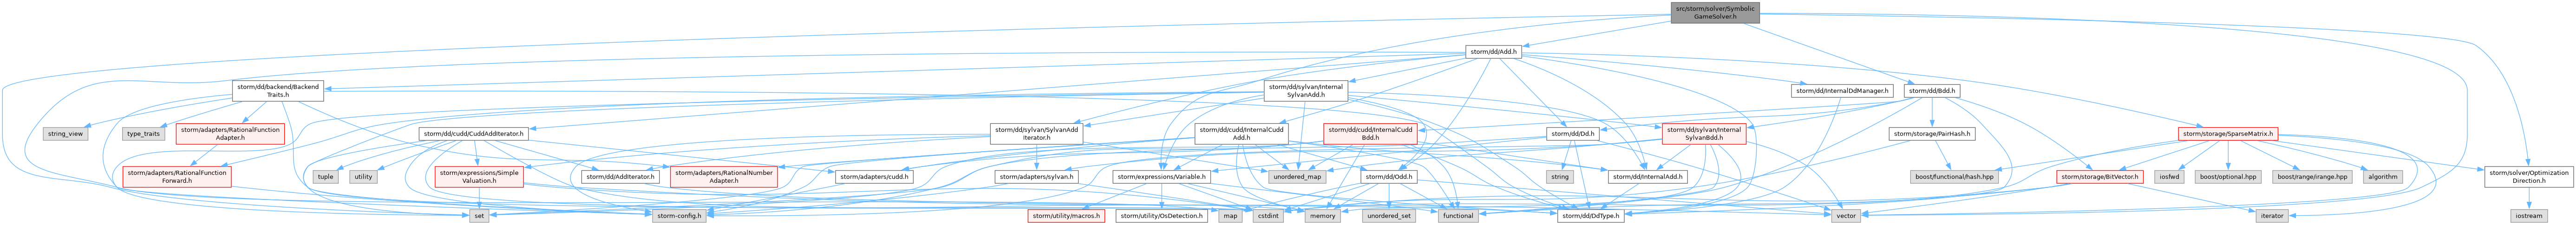 src/storm/solver/Symbolic
GameSolver.h
storm/dd/Add.h
storm/dd/backend/Backend
Traits.h
storm/dd/sylvan/Internal
SylvanAdd.h
storm/dd/InternalDdManager.h
storm/dd/Bdd.h
string_view
type_traits
storm/adapters/RationalFunction
Adapter.h
storm/dd/cudd/CuddAddIterator.h
storm/dd/sylvan/SylvanAdd
Iterator.h
storm/dd/cudd/InternalCudd
Add.h
storm/dd/cudd/InternalCudd
Bdd.h
storm/dd/Dd.h
storm/dd/sylvan/Internal
SylvanBdd.h
storm/storage/PairHash.h
storm/storage/SparseMatrix.h
storm/adapters/RationalFunction
Forward.h
tuple
utility
storm/expressions/Simple
Valuation.h
storm/dd/AddIterator.h
storm/adapters/RationalNumber
Adapter.h
storm/adapters/cudd.h
storm/adapters/sylvan.h
storm/expressions/Variable.h
unordered_map
storm/dd/Odd.h
string
storm/dd/InternalAdd.h
boost/functional/hash.hpp
storm/storage/BitVector.h
iosfwd
boost/optional.hpp
boost/range/irange.hpp
algorithm
storm/solver/Optimization
Direction.h
set
storm-config.h
storm/utility/macros.h
storm/utility/OsDetection.h
map
cstdint
memory
unordered_set
functional
storm/dd/DdType.h
vector
iterator
iostream